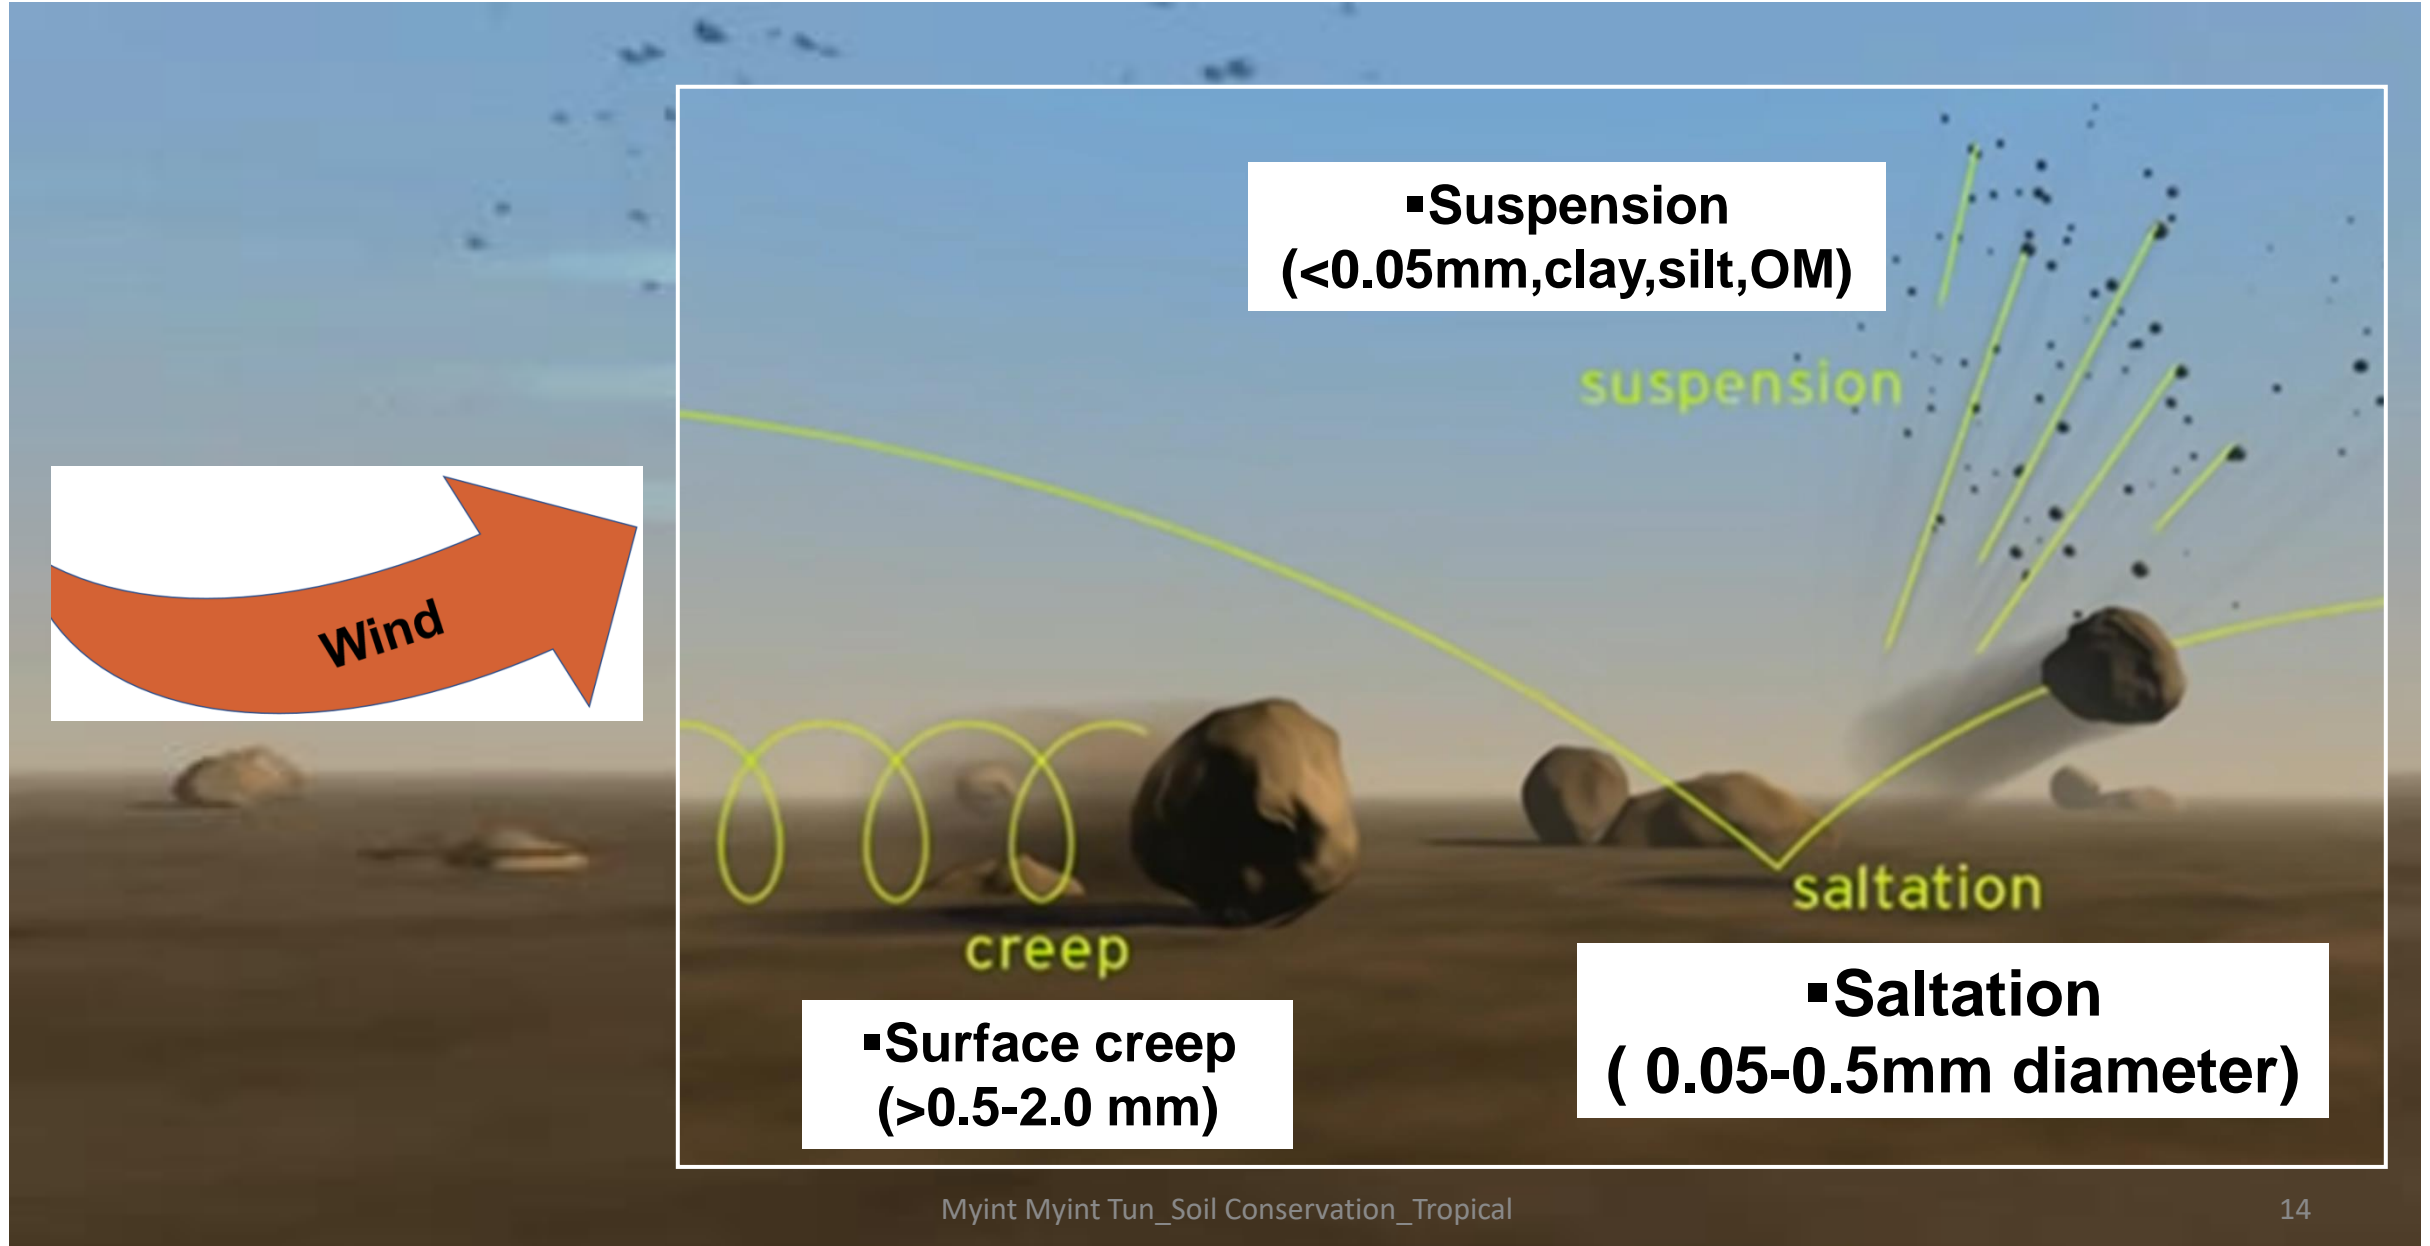 ▪Suspension
(<0.05mm,clay,silt,OM)
suspension
Wind
saltation
creep
▪Saltation
( 0.05-0.5mm diameter)
▪Surface creep
(>0.5-2.0 mm)
Myint Myint Tun_Soil Conservation_Tropical
14